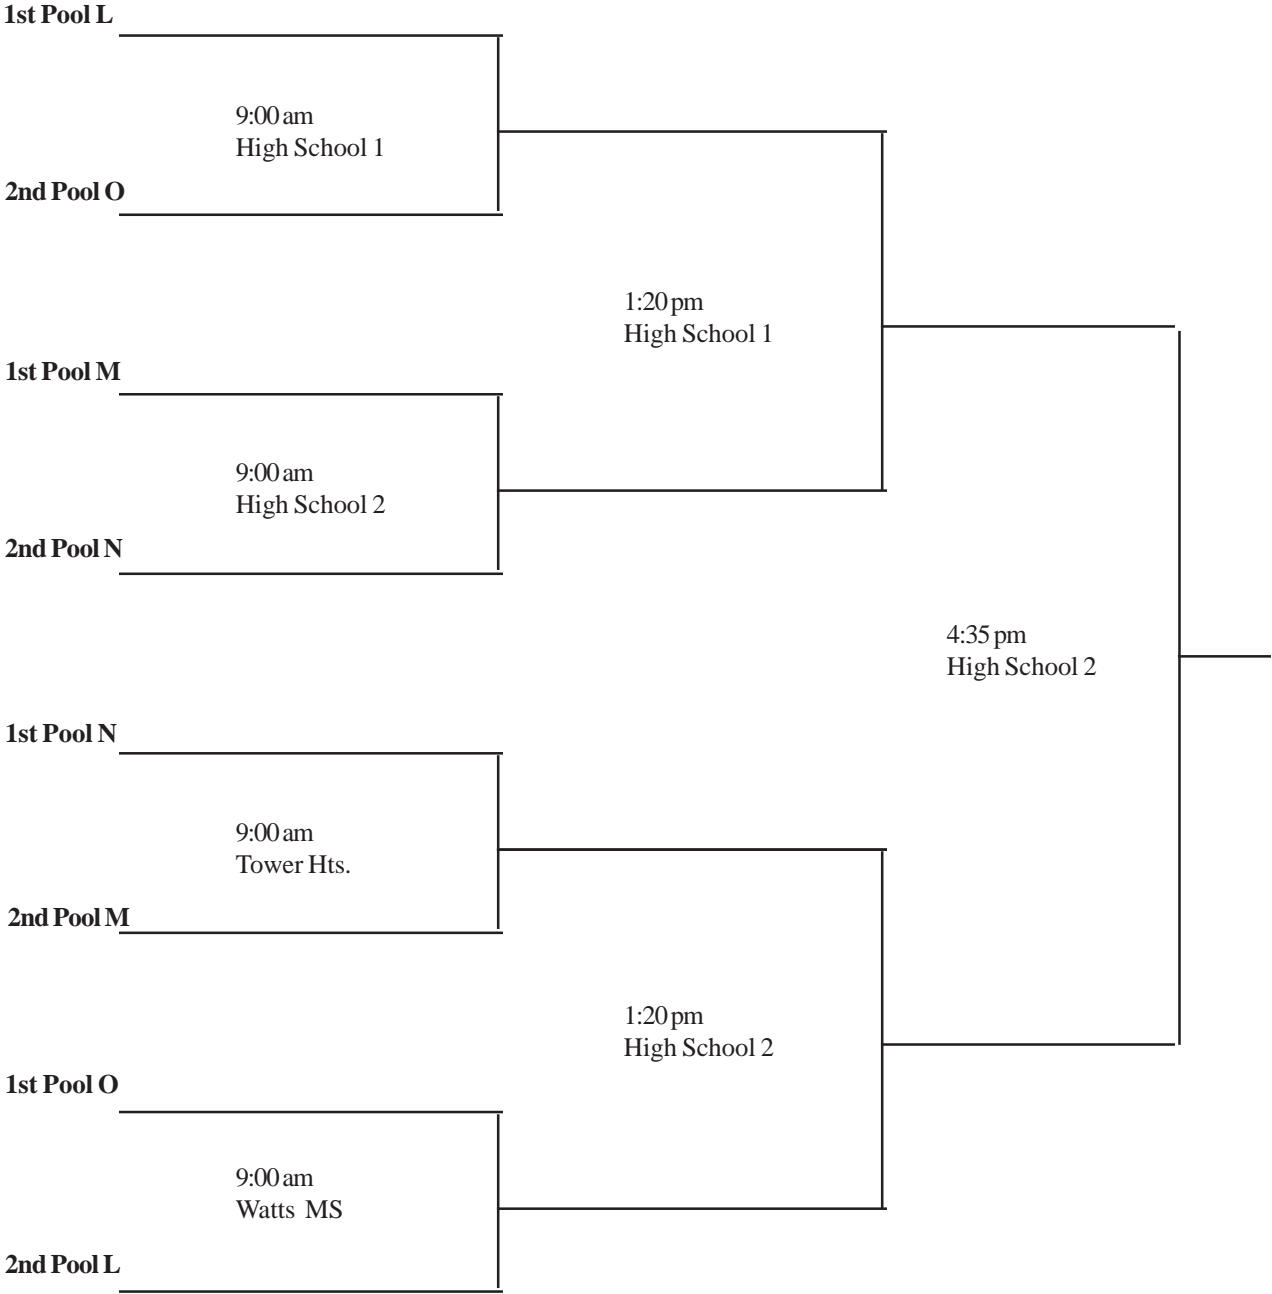 1st Pool L
9:00 am
High School 1
2nd Pool O
1:20 pm
High School 1
1st Pool M
9:00 am
High School 2
2nd Pool N
4:35 pm
High School 2
1st Pool N
9:00 am
Tower Hts.
2nd Pool M
1:20 pm
High School 2
1st Pool O
9:00 am
Watts MS
2nd Pool L